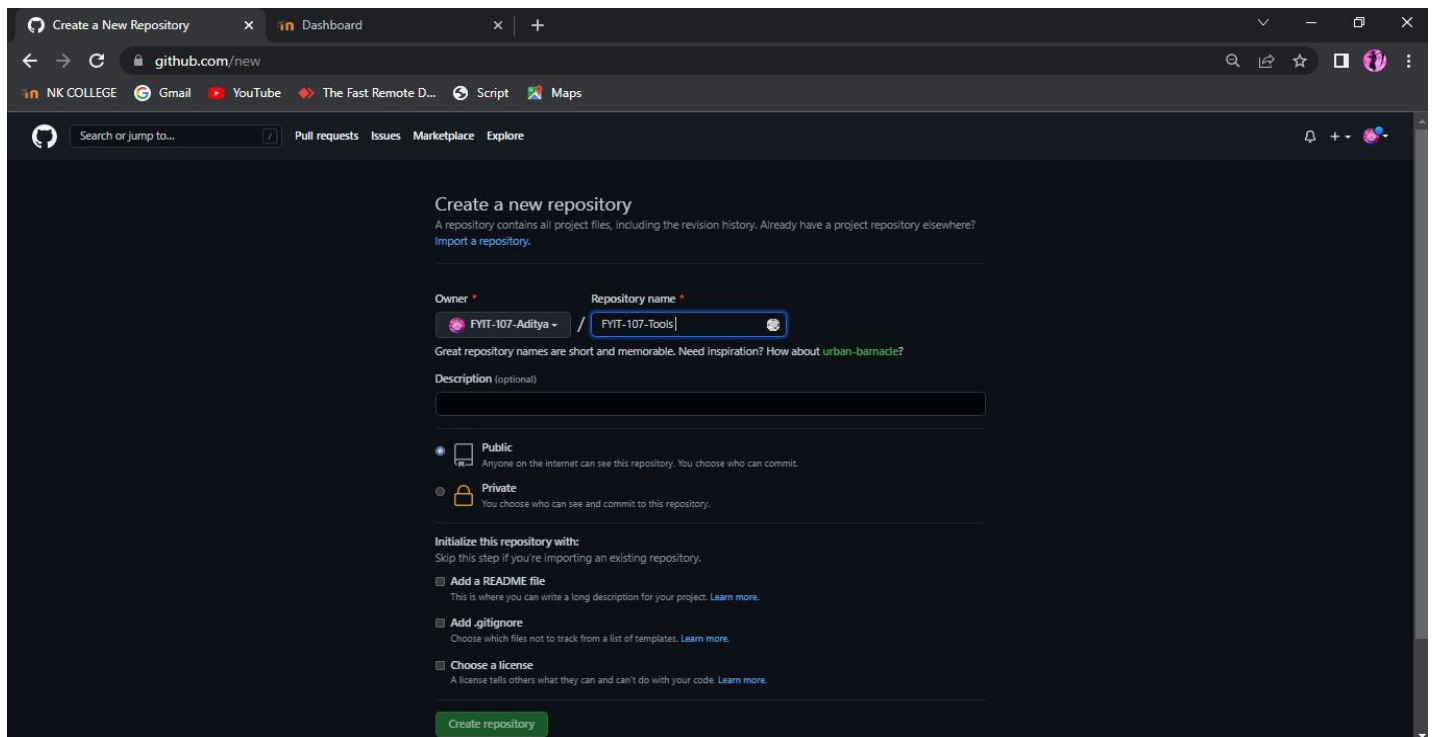 Create a New Repository
Dashboard
github.com/new
NK COLLEGE Gmail YouTube The Fast Remote D... Script Maps
Search or jump to... / Pull requests Issues Marketplace Explore
Create a new repository
A repository contains all project files, including the revision history. Already have a project repository elsewhere?
Import a repository.
Owner * Repository name *
FYIT-107-Aditya / FYIT-107-Tools
Great repository names are short and memorable. Need inspiration? How about urban-barnacle?
Description (optional)
Public
Anyone on the internet can see this repository. You choose who can commit.
Private
You choose who can see and commit to this repository.
Initialize this repository with:
Skip this step if you're importing an existing repository.
Add a README file
This is where you can write a long description for your project. Learn more.
Add .gitignore
Choose which files not to track from a list of templates. Learn more.
Choose a license
A license tells others what they can and can't do with your code. Learn more.
Create repository